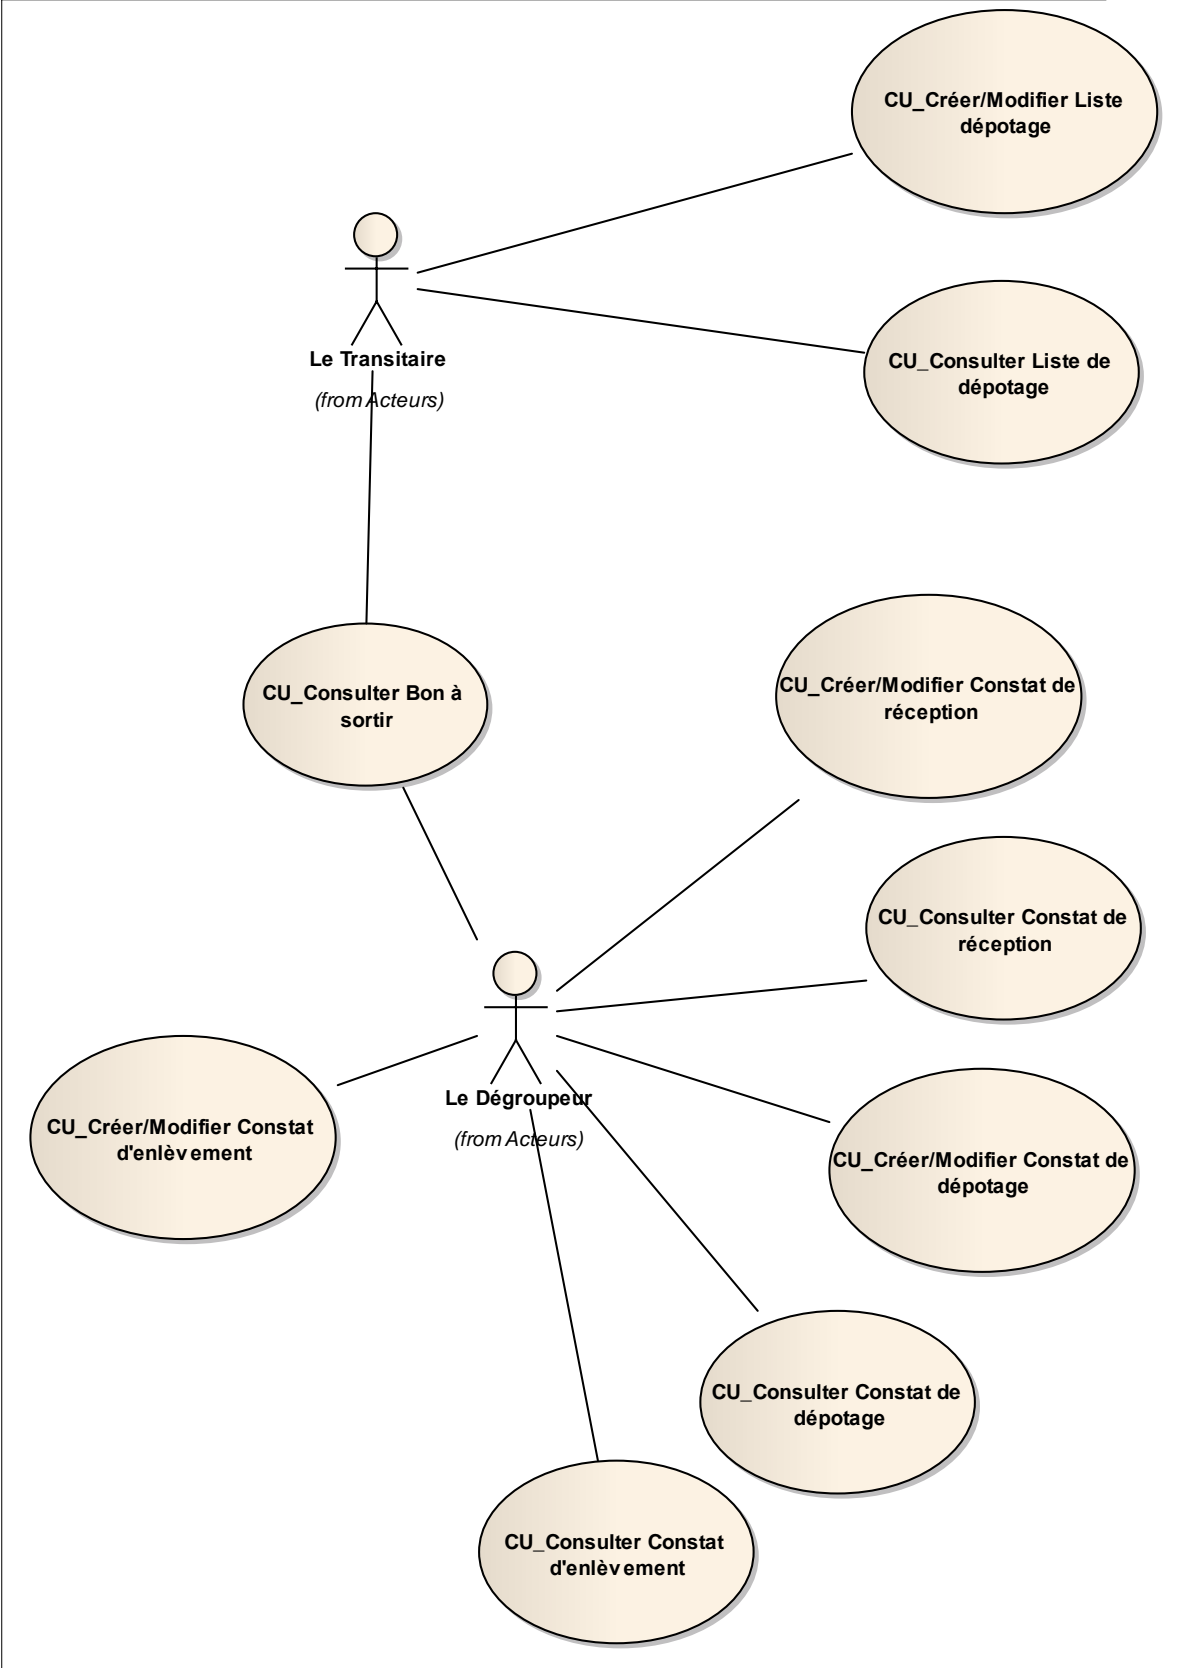 CU_Créer/Modifier Liste
dépotage
Le Transitaire
(from Acteurs)
CU_Consulter Liste de
dépotage
CU_Consulter Bon à
sortir
CU_Créer/Modifier Constat de
réception
CU_Consulter Constat de
réception
Le Dégroupeur
(from Acteurs)
CU_Créer/Modifier Constat
d'enlèvement
CU_Créer/Modifier Constat de
dépotage
CU_Consulter Constat de
dépotage
CU_Consulter Constat
d'enlèvement